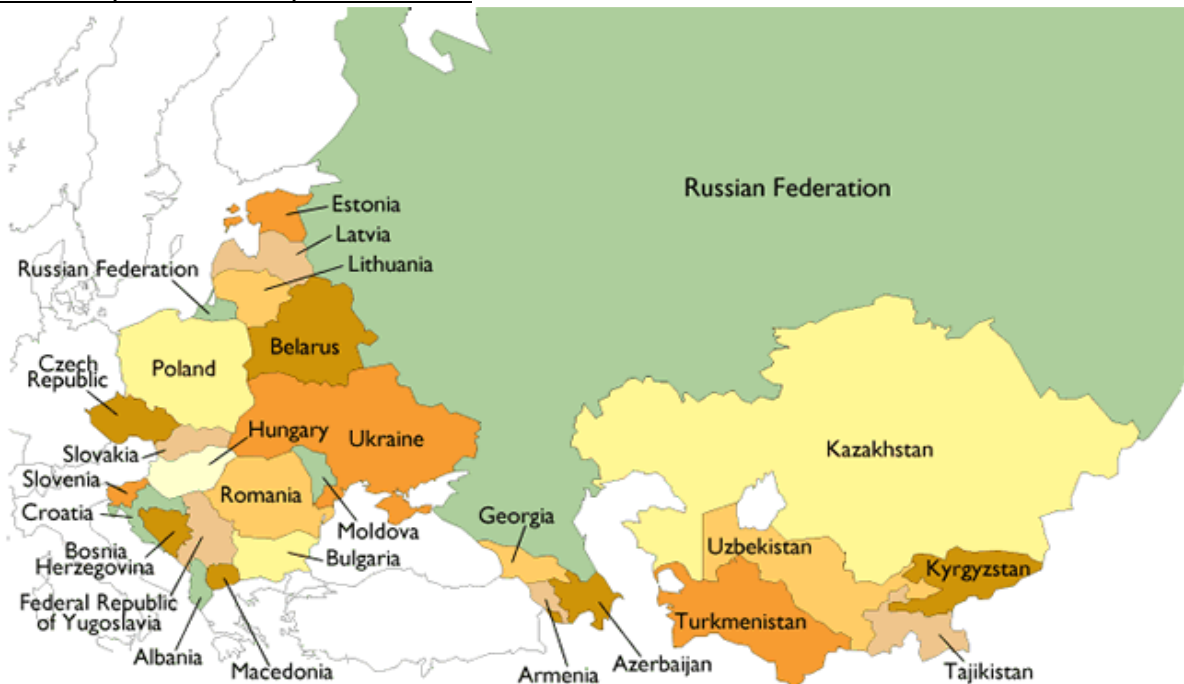 Russian Federation
Estonia
Latvia
Lithuania
Russian Federation
Belarus
Poland
Czech
Republic
Hungary
Ukraine
Kazakhstan
Slovakia
Slovenia
Romania
Croatia
Georgia
Moldova
Uzbekistan
Bosnia
Herzegovina
Bulgaria
Kyrgyzstan
Federal Republic
of Yugoslavia
Turkmenistan
Albania
Macedonia
Armenia
Azerbaijan
Tajikistan